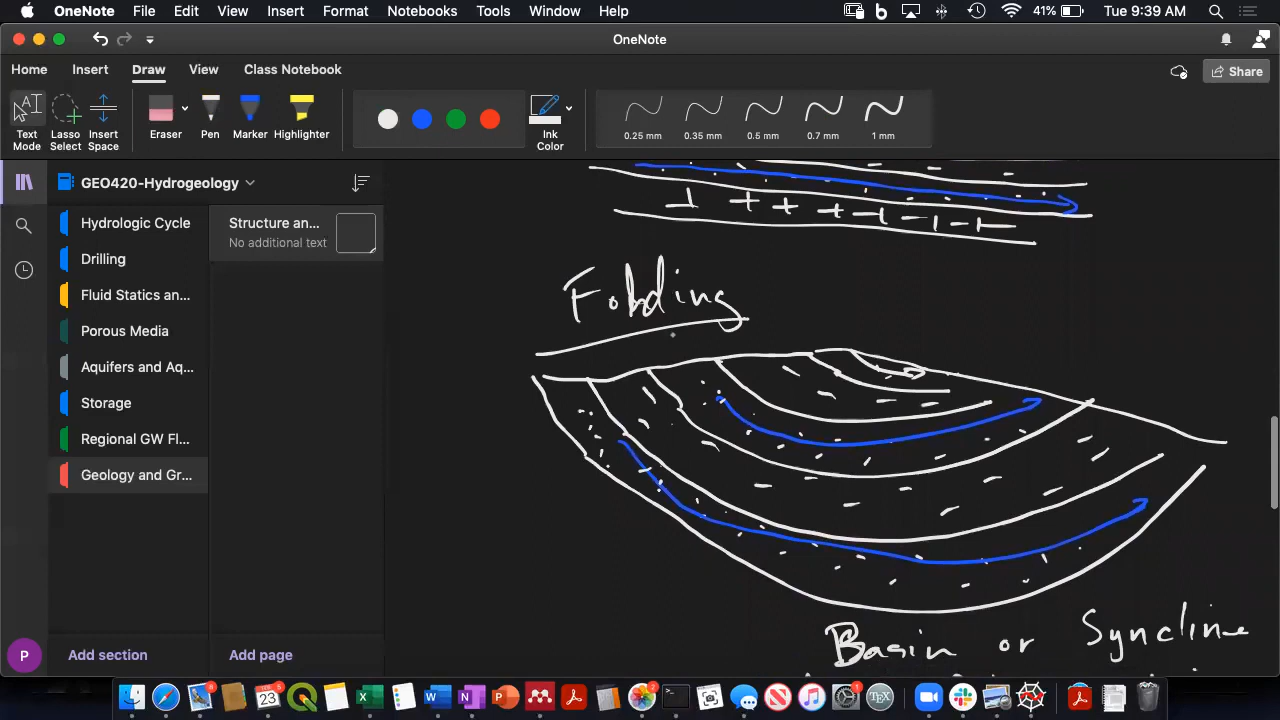 OneNote File Edit View Insert Format Notebooks Tools Window Help 41% Tue 9:39 AM
OneNote
Home Insert Draw View Class Notebook Share
Text Mode Lasso Select Insert Space Eraser Pen Marker Highlighter Ink Color 0.25 mm 0.35 mm 0.5 mm 0.7 mm 1 mm
GEO420-Hydrogeology
Hydrologic Cycle
Structure an...
No additional text
Drilling
Fluid Statics an...
Porous Media
Aquifers and Aq...
Storage
Regional GW Fl...
Geology and Gr...
Folding
Basin or Syncline
P Add section Add page